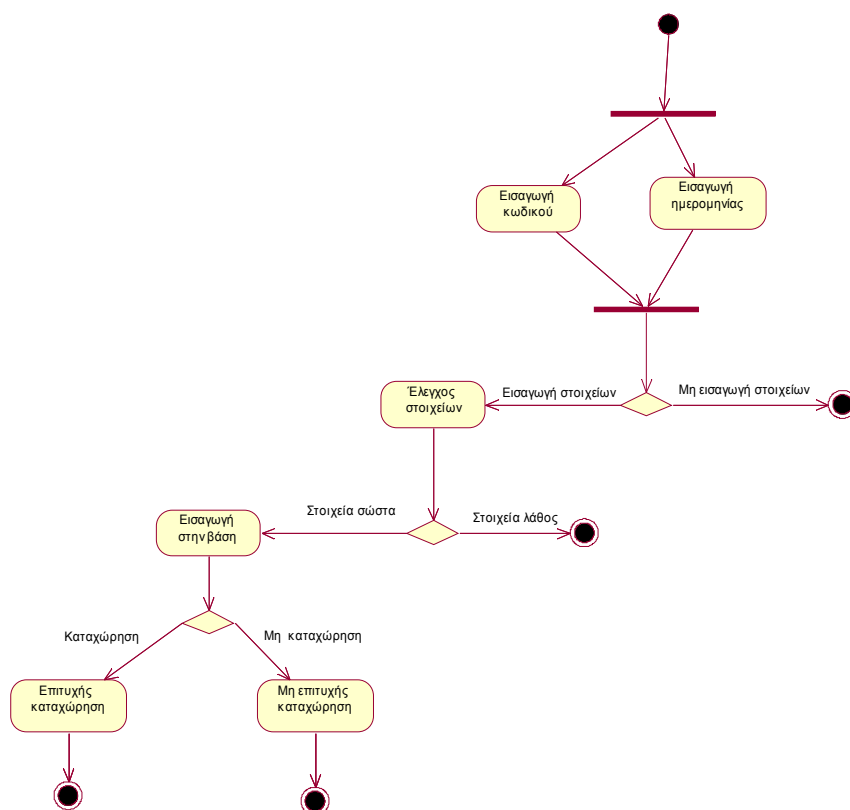 Εισαγωγή
κωδικού
Εισαγωγή
ημερομηνίας
Έλεγχος
στοιχείων
Εισαγωγή στοιχείων
Μη εισαγωγή στοιχείων
Εισαγωγή
στην βάση
Στοιχεία σώστα
Στοιχεία λάθος
Καταχώρηση
Μη καταχώρηση
Επιτυχής
καταχώρηση
Μη επιτυχής
καταχώρηση